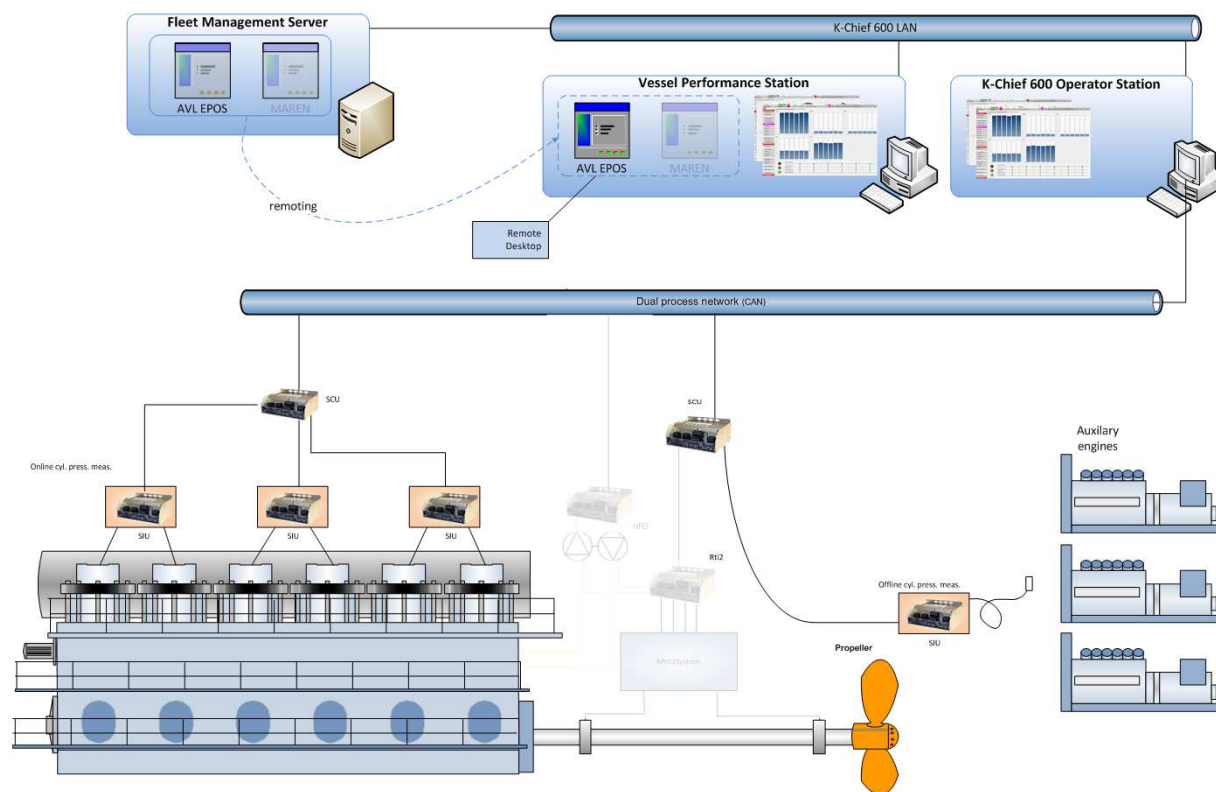 Fleet Management Server
AVL EPOS
MAREN
remoting
K-Chief 600 LAN
Vessel Performance Station
AVL EPOS
MAREN
Remote
Desktop
K-Chief 600 Operator Station
Dual process network (CAN)
SCU
SCU
Online cyl. press. meas.
SIU
SIU
SIU
HFO
Rti2
MetaSystem
Offline cyl. press. meas.
SIU
Propeller
Auxilary
engines